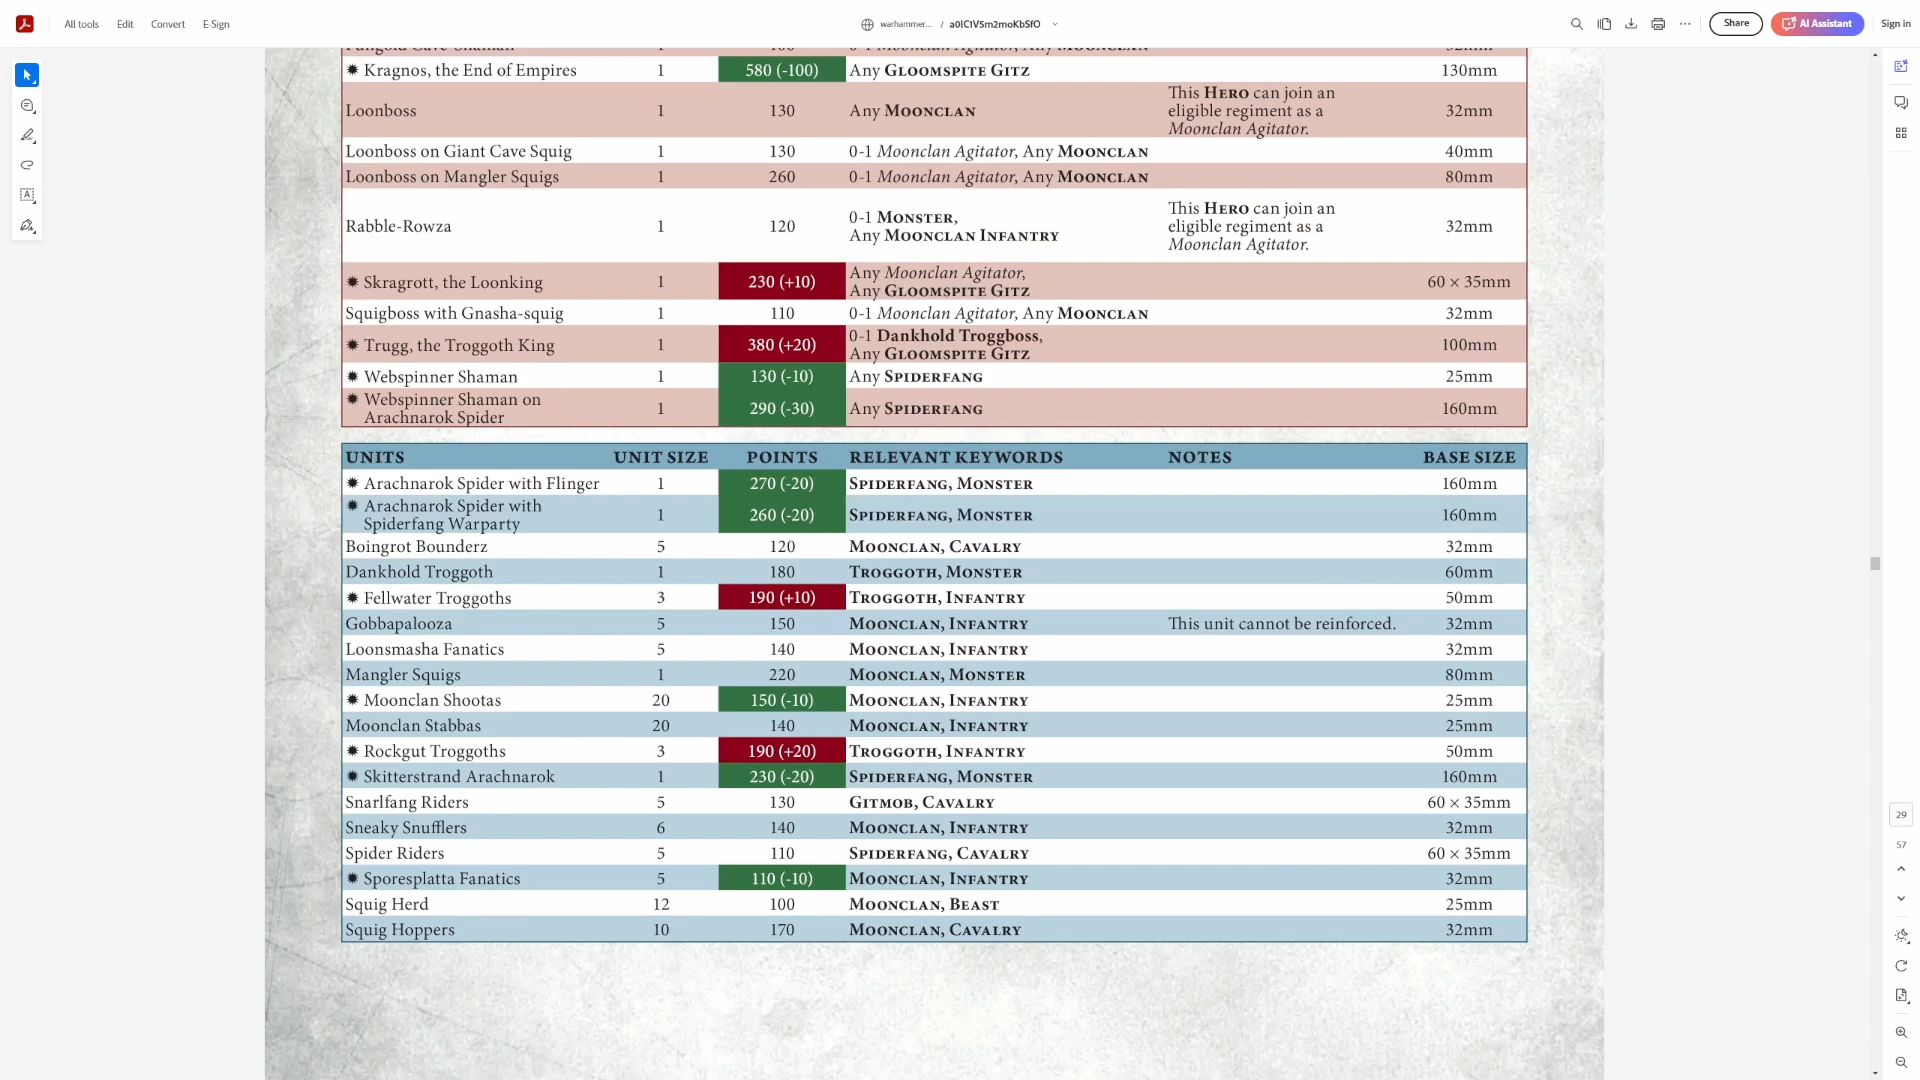 All tools Edit Convert E-Sign warhammer... / a0lCtV5m2moKbSfO Share AI Assistant Sign in
Kragnos, the End of Empires 1 580 (-100) Any GLOOMSPITE GITZ 130mm
Loonboss 1 130 Any MOONCLAN This HERO can join an eligible regiment as a Moonclan Agitator. 32mm
Loonboss on Giant Cave Squig 1 130 0-1 Moonclan Agitator, Any MOONCLAN 40mm
Loonboss on Mangler Squigs 1 260 0-1 Moonclan Agitator, Any MOONCLAN 80mm
Rabble-Rowza 1 120 0-1 MONSTER, Any MOONCLAN INFANTRY This HERO can join an eligible regiment as a Moonclan Agitator. 32mm
Skragrott, the Loonking 1 230 (+10) Any Moonclan Agitator, Any GLOOMSPITE GITZ 60 × 35mm
Squigboss with Gnasha-squig 1 110 0-1 Moonclan Agitator, Any MOONCLAN 32mm
Trugg, the Troggoth King 1 380 (+20) 0-1 Dankhold Troggboss, Any GLOOMSPITE GITZ 100mm
Webspinner Shaman 1 130 (-10) Any SPIDERFANG 25mm
Webspinner Shaman on Arachnarok Spider 1 290 (-30) Any SPIDERFANG 160mm
UNITS UNIT SIZE POINTS RELEVANT KEYWORDS NOTES BASE SIZE
Arachnarok Spider with Flinger 1 270 (-20) SPIDERFANG, MONSTER 160mm
Arachnarok Spider with Spiderfang Warparty 1 260 (-20) SPIDERFANG, MONSTER 160mm
Boingrot Bounderz 5 120 MOONCLAN, CAVALRY 32mm
Dankhold Troggoth 1 180 TROGGOTH, MONSTER 60mm
Fellwater Troggoths 3 190 (+10) TROGGOTH, INFANTRY 50mm
Gobbapalooza 5 150 MOONCLAN, INFANTRY This unit cannot be reinforced. 32mm
Loonsmasha Fanatics 5 140 MOONCLAN, INFANTRY 32mm
Mangler Squigs 1 220 MOONCLAN, MONSTER 80mm
Moonclan Shootas 20 150 (-10) MOONCLAN, INFANTRY 25mm
Moonclan Stabbas 20 140 MOONCLAN, INFANTRY 25mm
Rockgut Troggoths 3 190 (+20) TROGGOTH, INFANTRY 50mm
Skitterstrand Arachnarok 1 230 (-20) SPIDERFANG, MONSTER 160mm
Snarlfang Riders 5 130 GITMOB, CAVALRY 60 × 35mm
Sneaky Snufflers 6 140 MOONCLAN, INFANTRY 32mm
Spider Riders 5 110 SPIDERFANG, CAVALRY 60 × 35mm
Sporesplatta Fanatics 5 110 (-10) MOONCLAN, INFANTRY 32mm
Squig Herd 12 100 MOONCLAN, BEAST 25mm
Squig Hoppers 10 170 MOONCLAN, CAVALRY 32mm
29
57